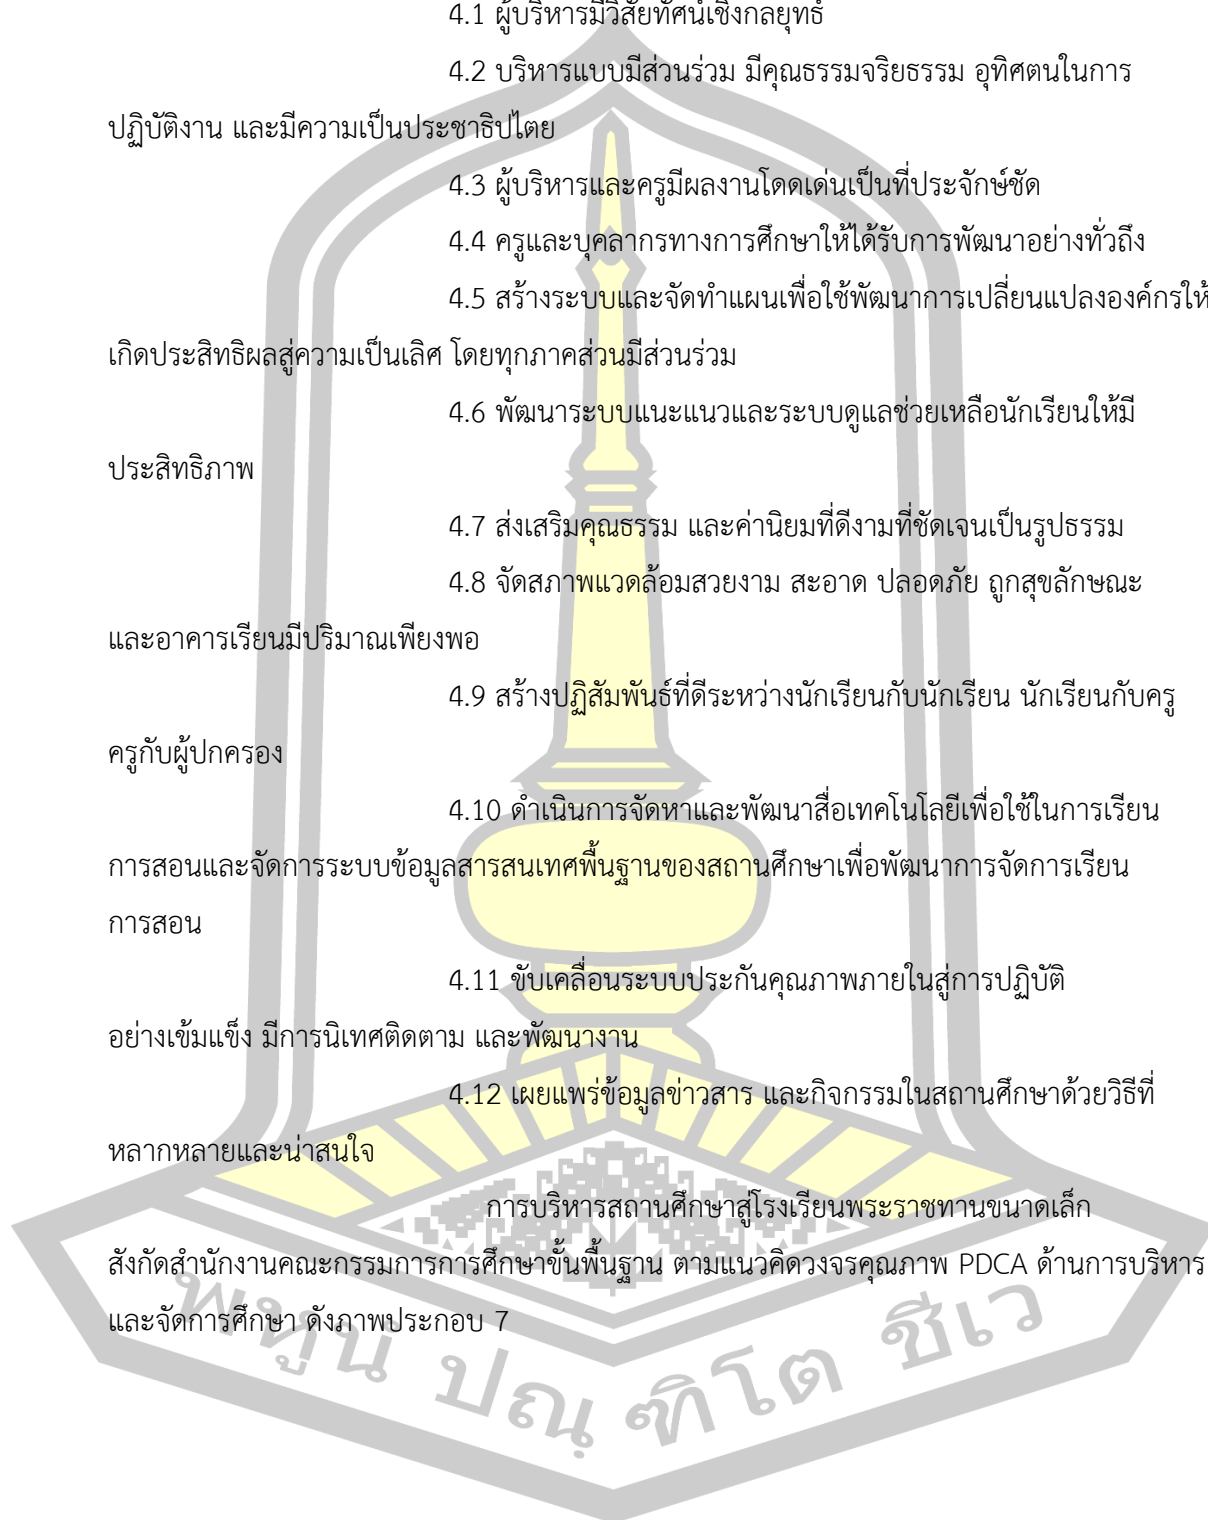 4.1 ผู้บริหารมีวิสัยทัศน์เชิงกลยุทธ์
4.2 บริหารแบบมีส่วนร่วม มีคุณธรรมจริยธรรม อุทิศตนในการ
ปฏิบัติงาน และมีความเป็นประชาธิปไตย
4.3 ผู้บริหารและครูมีผลงานโดดเด่นเป็นที่ประจักษ์ชัด
4.4 ครูและบุคลากรทางการศึกษาให้ได้รับการพัฒนาอย่างทั่วถึง
4.5 สร้างระบบและจัดทำแผนเพื่อใช้พัฒนาการเปลี่ยนแปลงองค์กรให้
เกิดประสิทธิผลสู่ความเป็นเลิศ โดยทุกภาคส่วนมีส่วนร่วม
4.6 พัฒนาระบบแนะแนวและระบบดูแลช่วยเหลือนักเรียนให้มี
ประสิทธิภาพ
4.7 ส่งเสริมคุณธรรม และค่านิยมที่ดีงามที่ชัดเจนเป็นรูปธรรม
4.8 จัดสภาพแวดล้อมสวยงาม สะอาด ปลอดภัย ถูกสุขลักษณะ
และอาคารเรียนมีปริมาณเพียงพอ
4.9 สร้างปฏิสัมพันธ์ที่ดีระหว่างนักเรียนกับนักเรียน นักเรียนกับครู
ครูกับผู้ปกครอง
4.10 ดำเนินการจัดหาและพัฒนาสื่อเทคโนโลยีเพื่อใช้ในการเรียน
การสอนและจัดการระบบข้อมูลสารสนเทศพื้นฐานของสถานศึกษาเพื่อพัฒนาการจัดการเรียน
การสอน
4.11 ขับเคลื่อนระบบประกันคุณภาพภายในสู่การปฏิบัติ
อย่างเข้มแข็ง มีการนิเทศติดตาม และพัฒนางาน
4.12 เผยแพร่ข้อมูลข่าวสาร และกิจกรรมในสถานศึกษาด้วยวิธีที่
หลากหลายและน่าสนใจ
การบริหารสถานศึกษาสู่โรงเรียนพระราชทานขนาดเล็ก
สังกัดสำนักงานคณะกรรมการการศึกษาขั้นพื้นฐาน ตามแนวคิดวงจรคุณภาพ PDCA ด้านการบริหาร
และจัดการศึกษา ดังภาพประกอบ 7
พหูน ปณฺ ฑิโต ชีเว